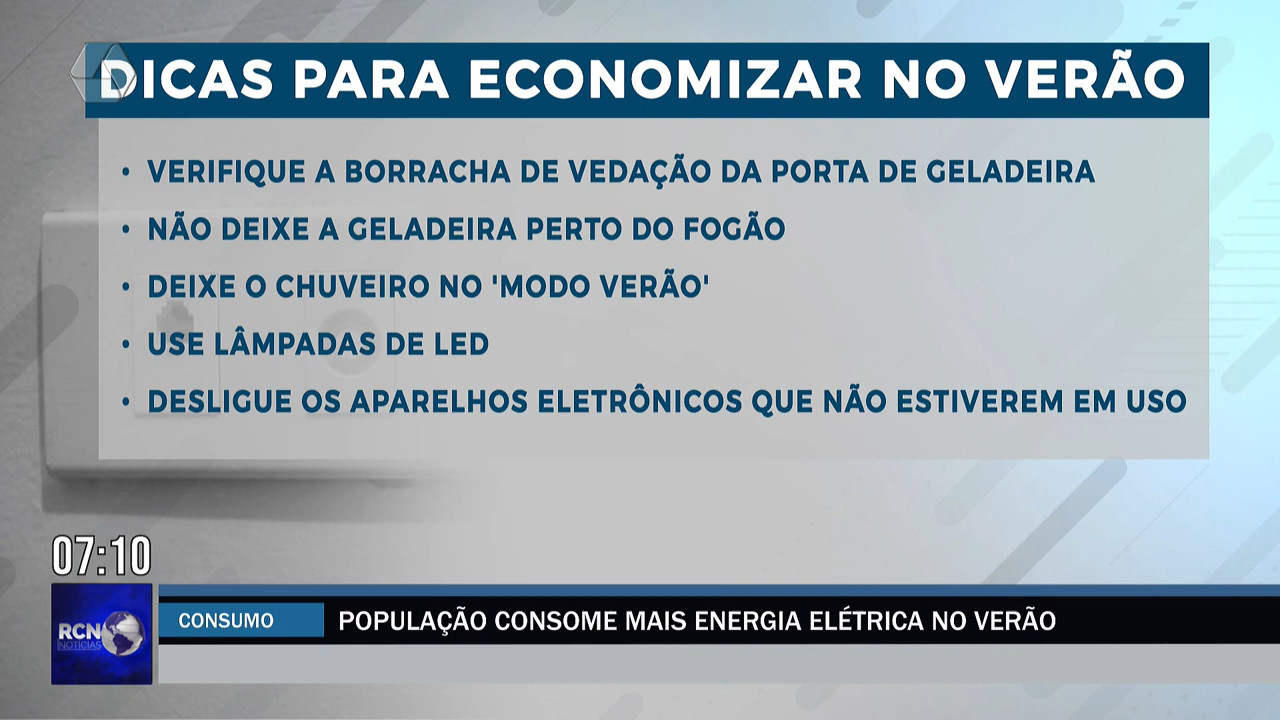 DICAS PARA ECONOMIZAR NO VERÃO
• VERIFIQUE A BORRACHA DE VEDAÇÃO DA PORTA DE GELADEIRA
• NÃO DEIXE A GELADEIRA PERTO DO FOGÃO
• DEIXE O CHUVEIRO NO 'MODO VERÃO'
• USE LÂMPADAS DE LED
• DESLIGUE OS APARELHOS ELETRÔNICOS QUE NÃO ESTIVEREM EM USO
07:10
RCN
NOTÍCIAS
CONSUMO
POPULAÇÃO CONSOME MAIS ENERGIA ELÉTRICA NO VERÃO